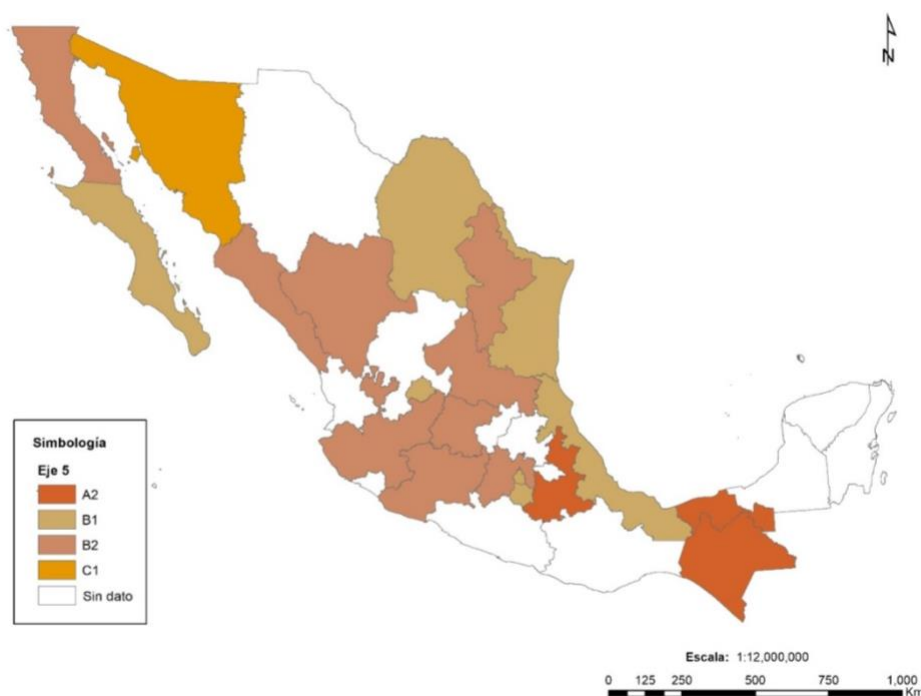 N
Simbología
Eje 5
A2
B1
B2
C1
Sin dato
Escala: 1:12,000,000
0 125 250 500 750 1,000
Km